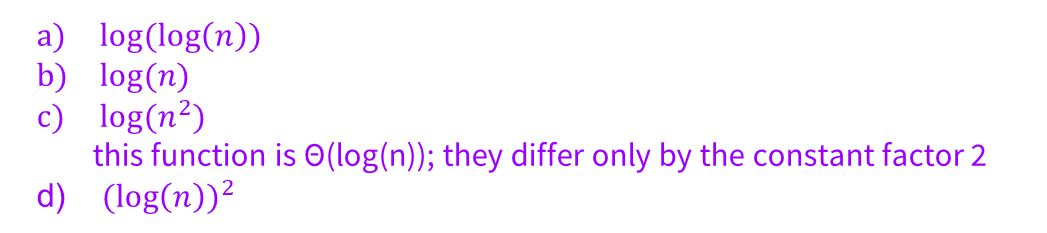 a) log(log(n))
b) log(n)
c) log(n²)
this function is Θ(log(n)); they differ only by the constant factor 2
d) (log(n))²